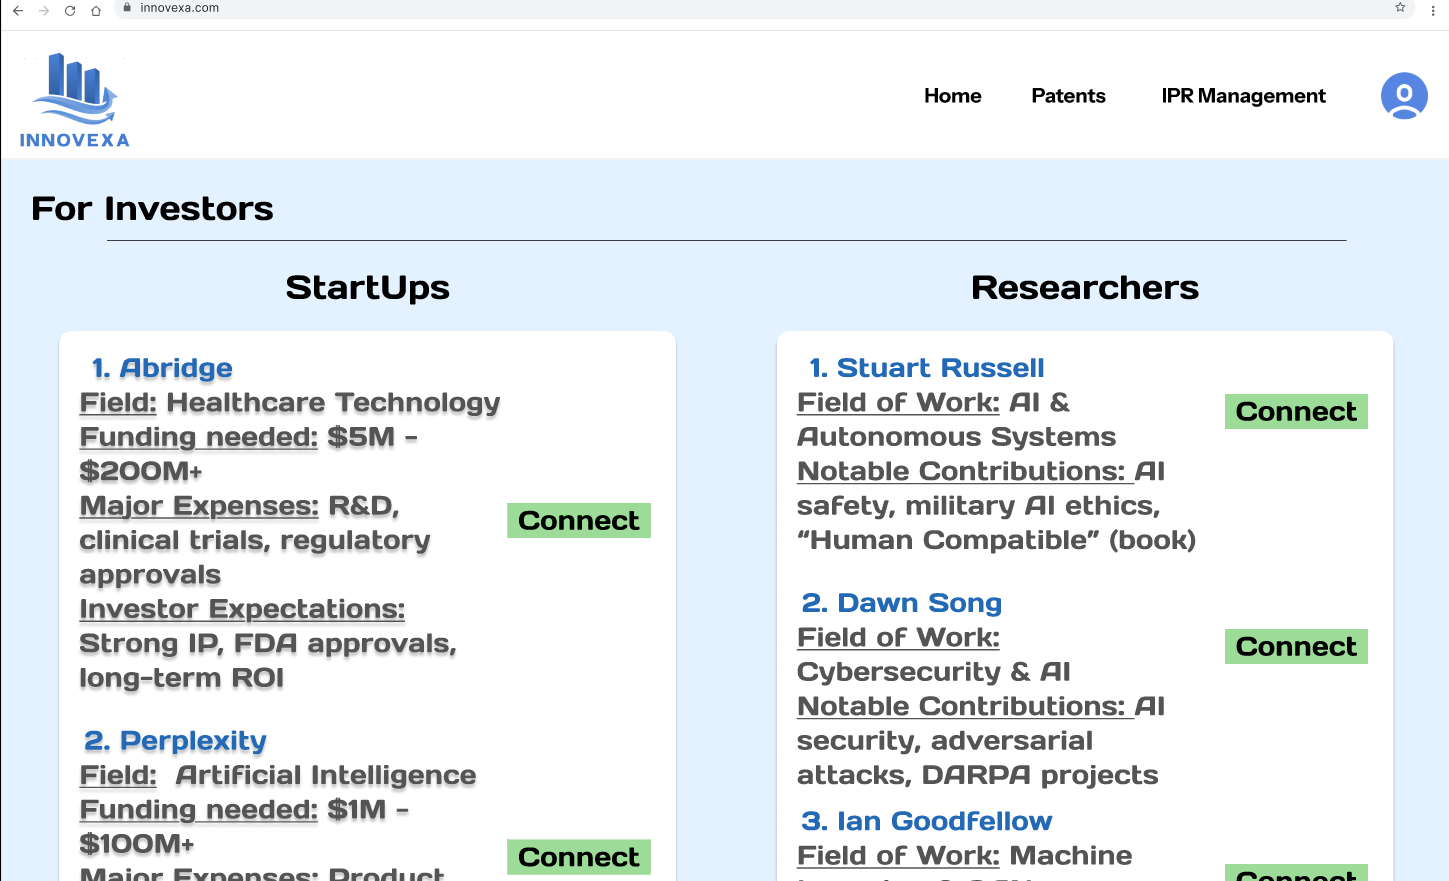 innovexa.com
INNOVEXA
Home
Patents
IPR Management
For Investors
StartUps
1. Abridge
Field: Healthcare Technology
Funding needed: $5M -
$200M+
Major Expenses: R&D,
clinical trials, regulatory
approvals
Investor Expectations:
Strong IP, FDA approvals,
long-term ROI
Connect
2. Perplexity
Field: Artificial Intelligence
Funding needed: $1M -
$100M+
Major Expenses: Product
Connect
Researchers
1. Stuart Russell
Field of Work: AI &
Autonomous Systems
Notable Contributions: AI
safety, military AI ethics,
“Human Compatible” (book)
Connect
2. Dawn Song
Field of Work:
Cybersecurity & AI
Notable Contributions: AI
security, adversarial
attacks, DARPA projects
Connect
3. Ian Goodfellow
Field of Work: Machine
Connect